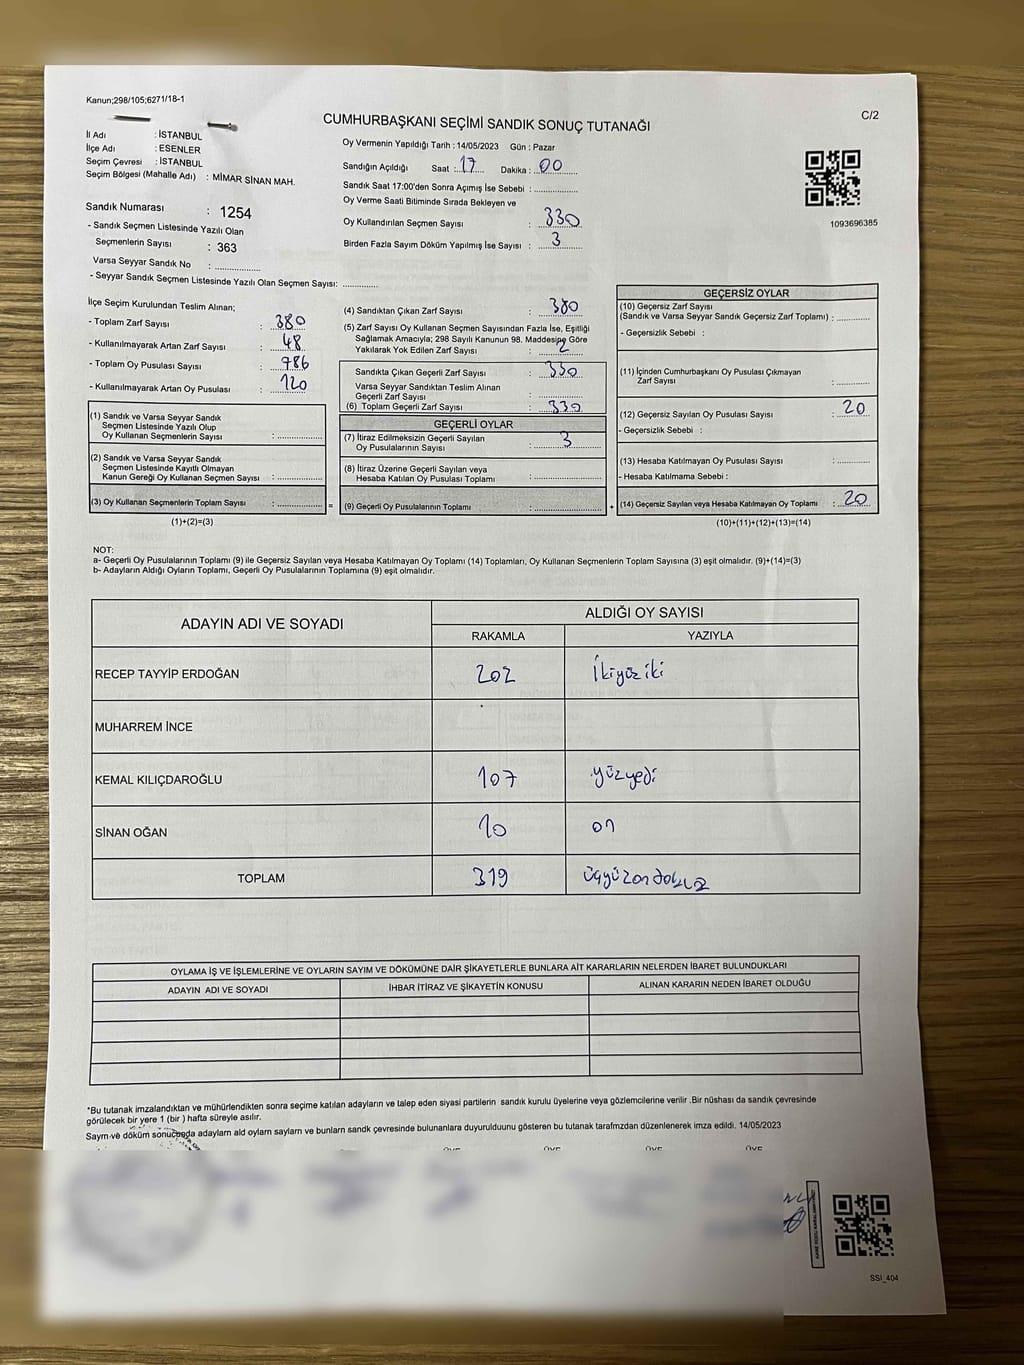 Kanun;298/105;6271/18-1
C/2
CUMHURBAŞKANI SEÇİMİ SANDIK SONUÇ TUTANAĞI
İl Adı : İSTANBUL
İlçe Adı : ESENLER
Seçim Çevresi : İSTANBUL
Seçim Bölgesi (Mahalle Adı) : MİMAR SİNAN MAH.
Sandık Numarası : 1254
- Sandık Seçmen Listesinde Yazılı Olan
Seçmenlerin Sayısı : 363
Varsa Seyyar Sandık No :
- Seyyar Sandık Seçmen Listesinde Yazılı Olan Seçmen Sayısı:
Oy Vermenin Yapıldığı Tarih : 14/05/2023 Gün : Pazar
Sandığın Açıldığı Saat : 17 Dakika : 00
Sandık Saat 17:00'den Sonra Açımış İse Sebebi :
Oy Verme Saati Bitiminde Sırada Bekleyen ve
Oy Kullandırılan Seçmen Sayısı : 330
Birden Fazla Sayım Döküm Yapılmış İse Sayısı : 3
1093696385
İlçe Seçim Kurulundan Teslim Alınan;
- Toplam Zarf Sayısı : 380
- Kullanılmayarak Artan Zarf Sayısı : 48
- Toplam Oy Pusulası Sayısı : 786
- Kullanılmayarak Artan Oy Pusulası : 120
(1) Sandık ve Varsa Seyyar Sandık
Seçmen Listesinde Yazılı Olup
Oy Kullanan Seçmenlerin Sayısı :
(2) Sandık ve Varsa Seyyar Sandık
Seçmen Listesinde Kayıtlı Olmayan
Kanun Gereği Oy Kullanan Seçmen Sayısı :
(3) Oy Kullanan Seçmenlerin Toplam Sayısı : =
(1)+(2)=(3)
(4) Sandıktan Çıkan Zarf Sayısı : 380
(5) Zarf Sayısı Oy Kullanan Seçmen Sayısından Fazla İse, Eşitliği
Sağlamak Amacıyla; 298 Sayılı Kanunun 98. Maddesine Göre
Yakılarak Yok Edilen Zarf Sayısı : 2
Sandıkta Çıkan Geçerli Zarf Sayısı : 330
Varsa Seyyar Sandıktan Teslim Alınan
Geçerli Zarf Sayısı :
(6) Toplam Geçerli Zarf Sayısı : 330
GEÇERLİ OYLAR
(7) İtiraz Edilmeksizin Geçerli Sayılan : 3
Oy Pusulalarının Sayısı
(8) İtiraz Üzerine Geçerli Sayılan veya
Hesaba Katılan Oy Pusulası Toplamı :
(9) Geçerli Oy Pusulalarının Toplamı : +
GEÇERSİZ OYLAR
(10) Geçersiz Zarf Sayısı
(Sandık ve Varsa Seyyar Sandık Geçersiz Zarf Toplamı) :
- Geçersizlik Sebebi :
(11) İçinden Cumhurbaşkanı Oy Pusulası Çıkmayan
Zarf Sayısı :
(12) Geçersiz Sayılan Oy Pusulası Sayısı : 20
- Geçersizlik Sebebi :
(13) Hesaba Katılmayan Oy Pusulası Sayısı :
- Hesaba Katılmama Sebebi :
(14) Geçersiz Sayılan veya Hesaba Katılmayan Oy Toplamı : 20
(10)+(11)+(12)+(13)=(14)
NOT:
a- Geçerli Oy Pusulalarının Toplamı (9) ile Geçersiz Sayılan veya Hesaba Katılmayan Oy Toplamı (14) Toplamları, Oy Kullanan Seçmenlerin Toplam Sayısına (3) eşit olmalıdır. (9)+(14)=(3)
b- Adayların Aldığı Oyların Toplamı, Geçerli Oy Pusulalarının Toplamına (9) eşit olmalıdır.
ADAYIN ADI VE SOYADI
ALDIĞI OY SAYISI
RAKAMLA YAZIYLA
RECEP TAYYİP ERDOĞAN 202 İkiyüziki
MUHARREM İNCE
KEMAL KILIÇDAROĞLU 107 yüzyedi
SİNAN OĞAN 10 on
TOPLAM 319 üçyüzondokuz
OYLAMA İŞ VE İŞLEMLERİNE VE OYLARIN SAYIM VE DÖKÜMÜNE DAİR ŞİKAYETLERLE BUNLARA AİT KARARLARIN NELERDEN İBARET BULUNDUKLARI
ADAYIN ADI VE SOYADI İHBAR İTİRAZ VE ŞİKAYETİN KONUSU ALINAN KARARIN NEDEN İBARET OLDUĞU
*Bu tutanak imzalandıktan ve mühürlendikten sonra seçime katılan adayların ve talep eden siyasi partilerin sandık kurulu üyelerine veya gözlemcilerine verilir .Bir nüshası da sandık çevresinde
görülecek bir yere 1 (bir ) hafta süreyle asılır.
Sayım ve döküm sonucunda adayların ald oyların sayları ve bunların sandk çevresinde bulunanlara duyurulduunu gösteren bu tutanak tarafmzdan düzenlenerek imza edildi. 14/05/2023
SSI_404